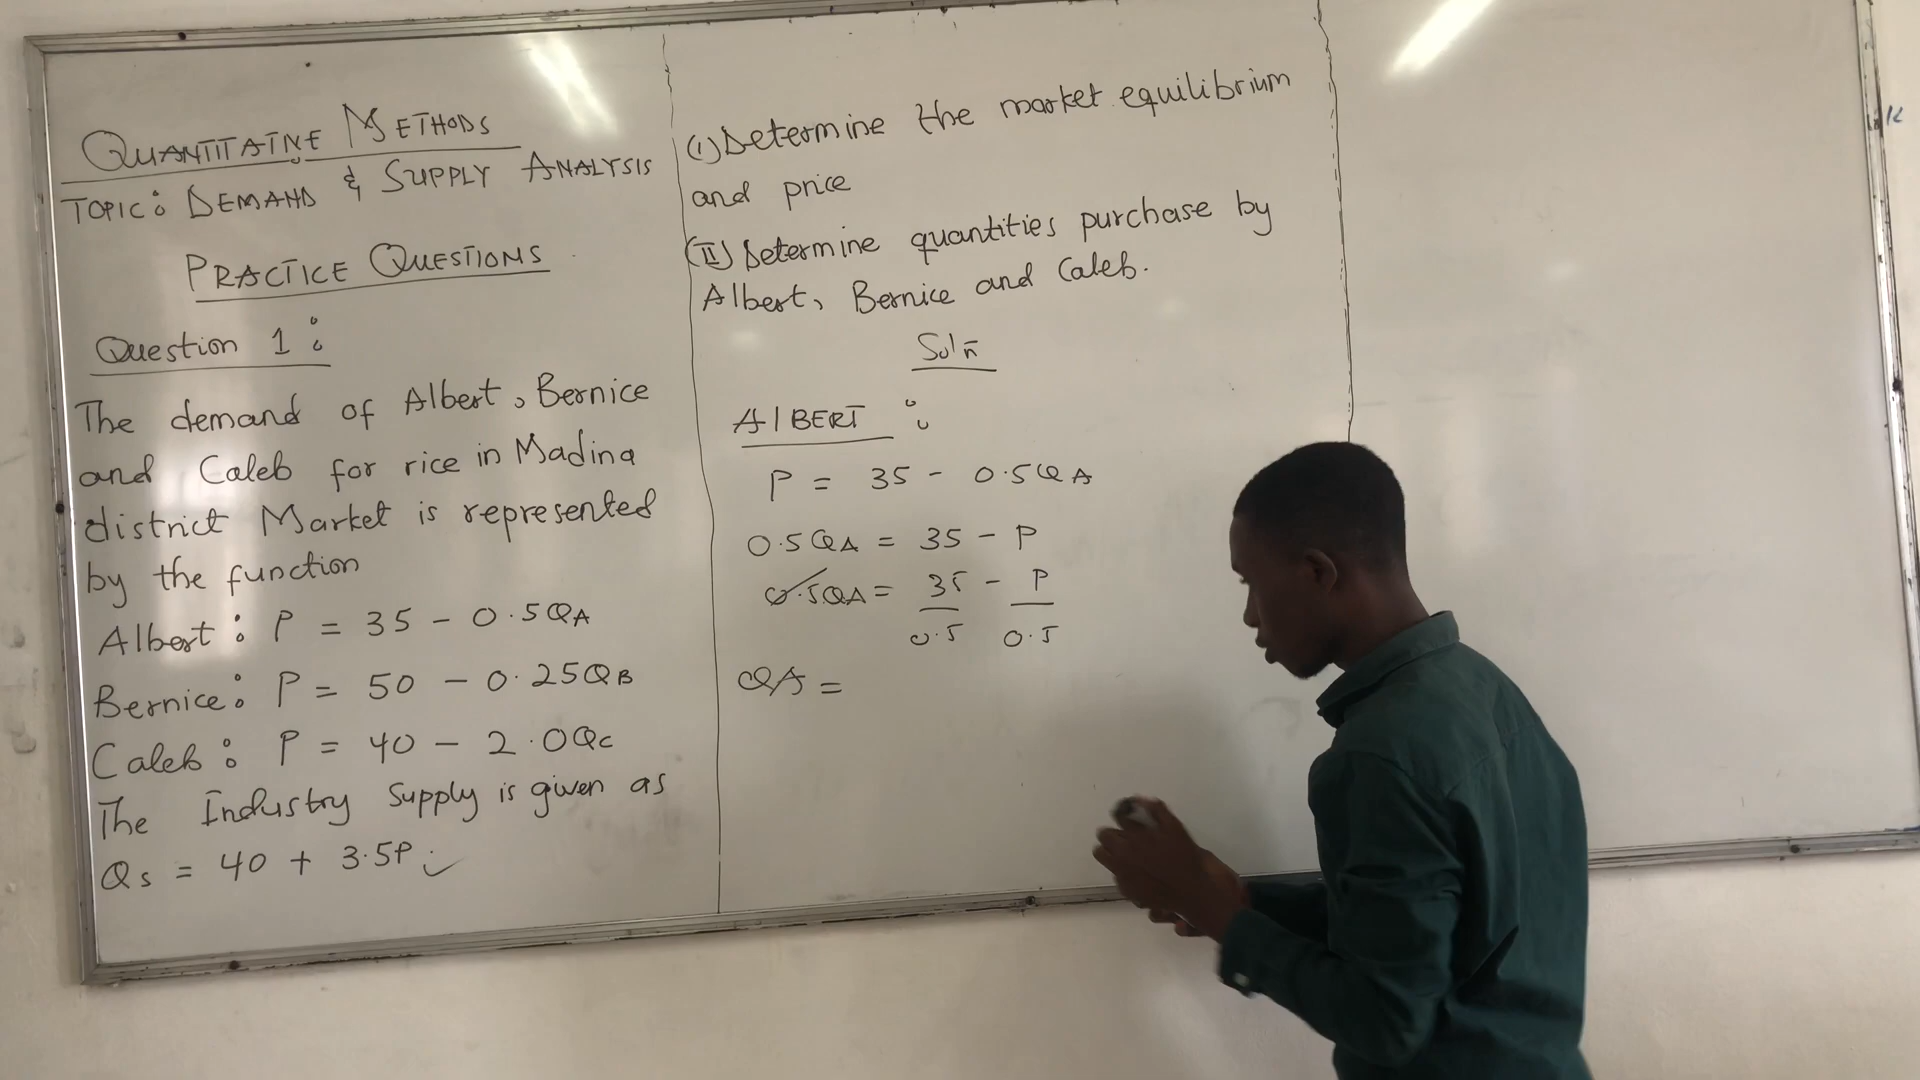 QUANTITATIVE METHODS
TOPIC: DEMAND & SUPPLY ANALYSIS
PRACTICE QUESTIONS
Question 1:
The demand of Albert, Bernice
and Caleb for rice in Madina
district Market is represented
by the function
Albert: P = 35 - 0.5QA
Bernice: P = 50 - 0.25QB
Caleb: P = 40 - 2.0Qc
The Industry Supply is given as
Qs = 40 + 3.5P
(i) Determine the market equilibrium
and price
(II) Determine quantities purchase by
Albert, Bernice and Caleb.
Soln
AlBERT:
P = 35 - 0.5QA
0.5QA = 35 - P
0.5QA = 35 - P
0.5 0.5
QA =